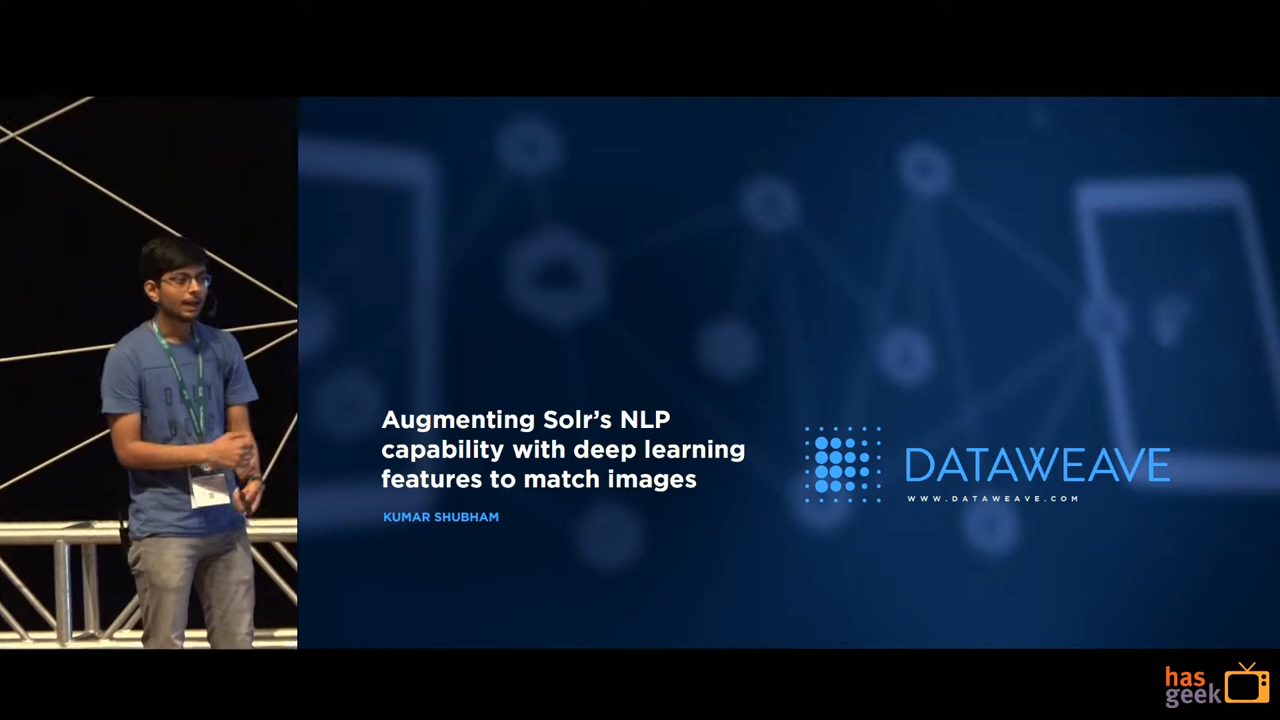 Augmenting Solr's NLP
capability with deep learning
features to match images
KUMAR SHUBHAM
DATAWEAVE
WWW.DATAWEAVE.COM
has
geek